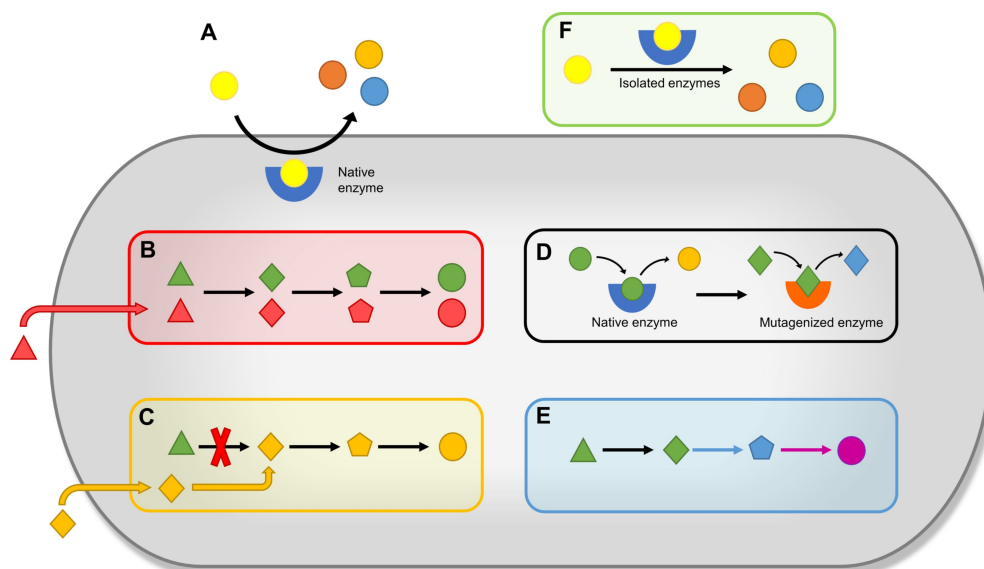 A
F
Isolated enzymes
Native
enzyme
B
D
Native enzyme
Mutagenized enzyme
C
E